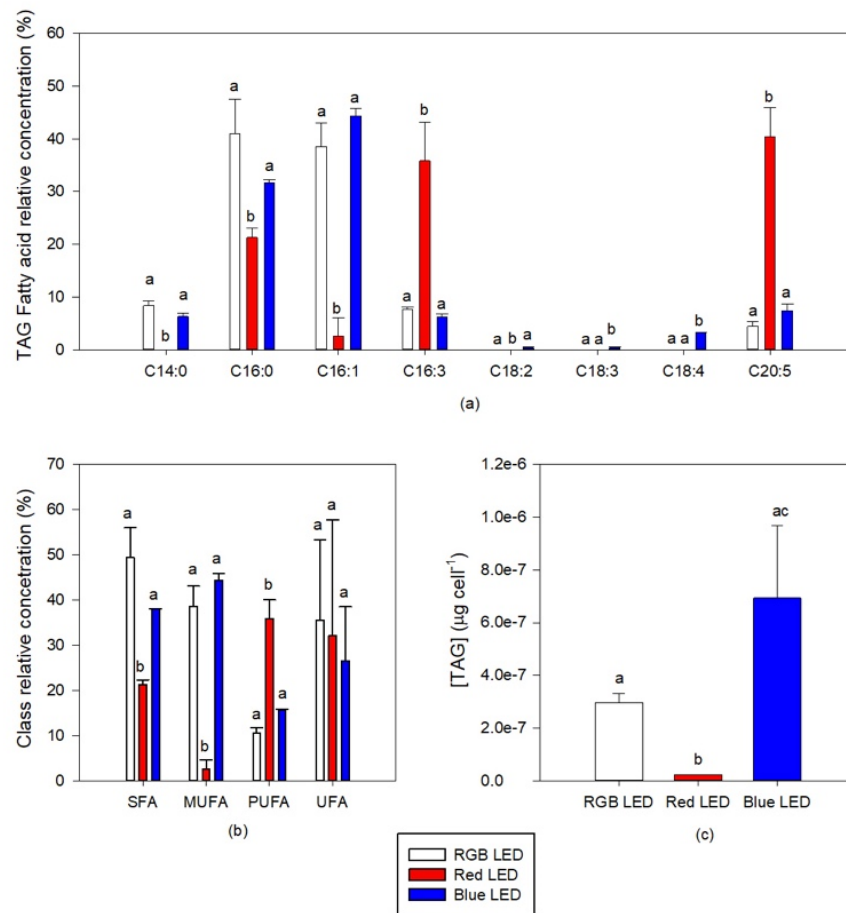 TAG Fatty acid relative concentration (%)
60
50
40
30
20
10
0
a b a
a b a
a b a
a b a
a b a
a a b
a a b
a b a
C14:0 C16:0 C16:1 C16:3 C18:2 C18:3 C18:4 C20:5
(a)
Class relative concetration (%)
70
60
50
40
30
20
10
0
a b a
a b a
a b a
a a a
SFA MUFA PUFA UFA
(b)
[TAG] (µg cell⁻¹)
1.2e-6
1.0e-6
8.0e-7
6.0e-7
4.0e-7
2.0e-7
0.0
a b ac
RGB LED Red LED Blue LED
(c)
RGB LED
Red LED
Blue LED